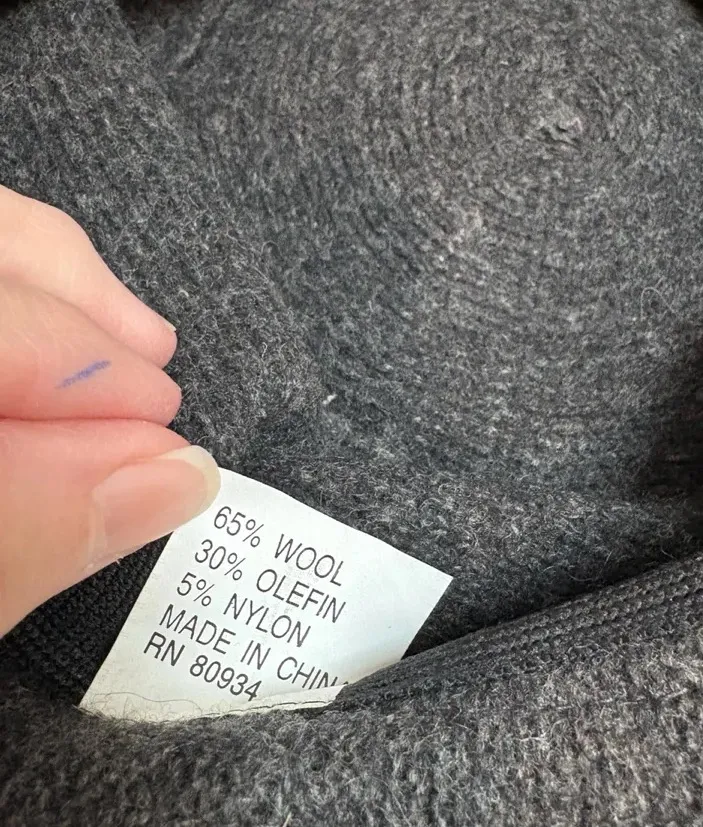 65% WOOL
30% OLEFIN
5% NYLON
MADE IN CHINA
RN 80934